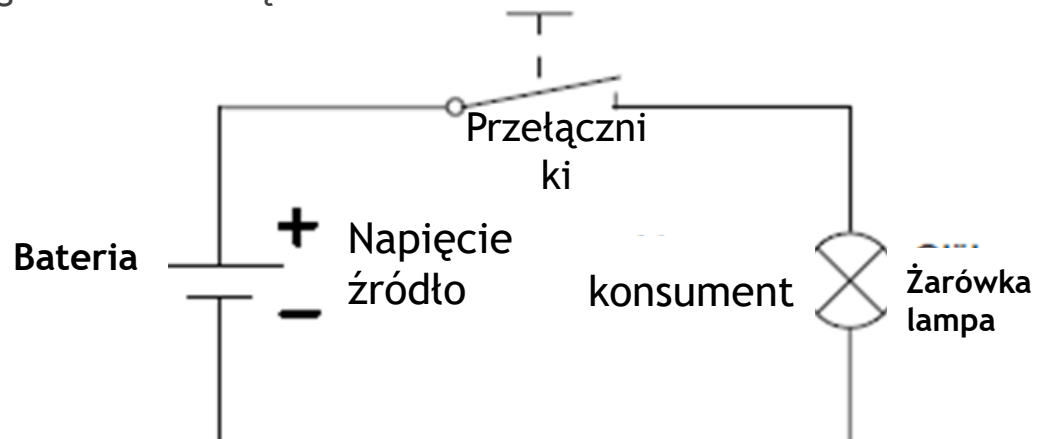 Przełączni
ki
+
Napięcie
źródło
Bateria
–
konsument
Żarówka
lampa